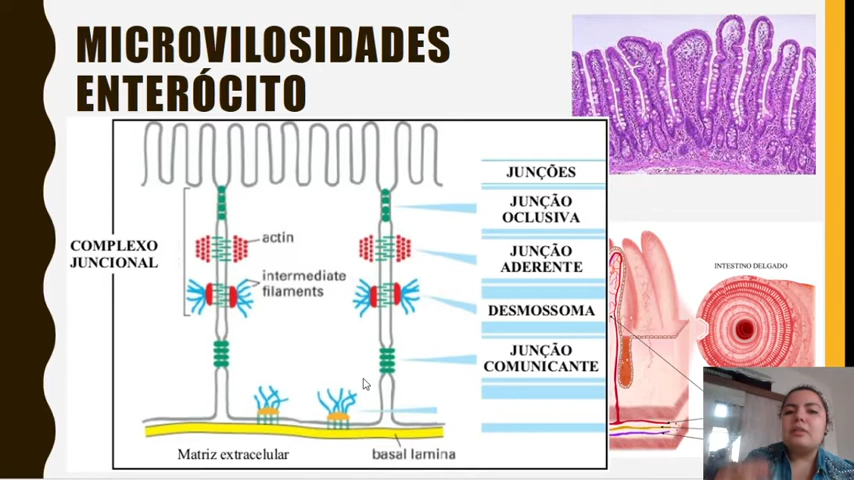 MICROVILOSIDADES
ENTERÓCITO
COMPLEXO
JUNCIONAL
actin
intermediate
filaments
Matriz extracelular
basal lamina
JUNÇÕES
JUNÇÃO
OCLUSIVA
JUNÇÃO
ADERENTE
DESMOSSOMA
JUNÇÃO
COMUNICANTE
INTESTINO DELGADO